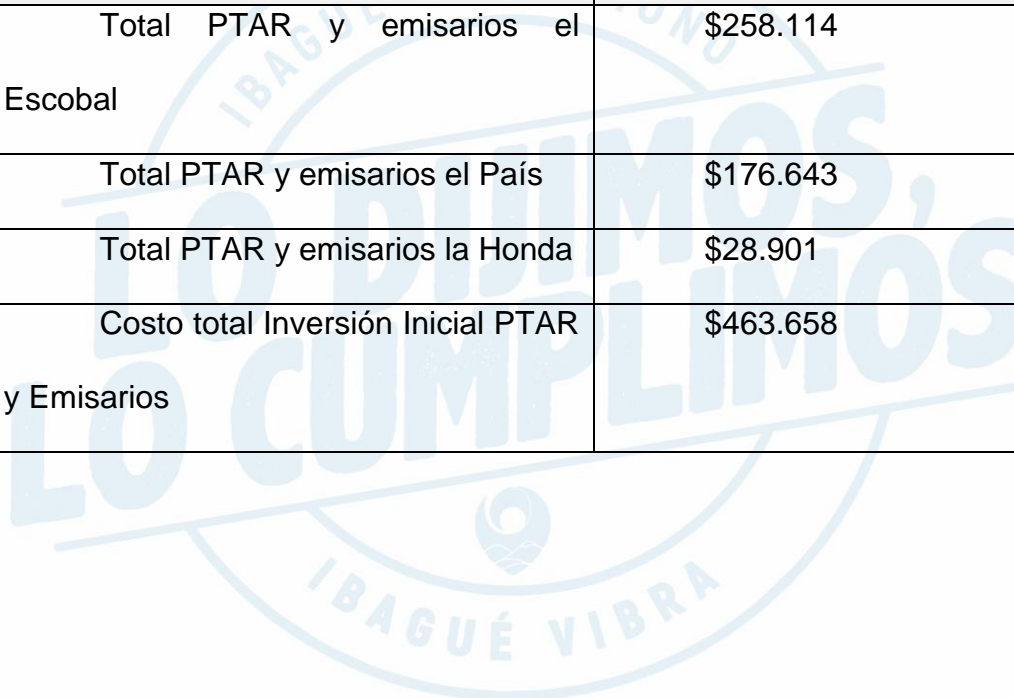 Total PTAR y emisarios el $258.114
Escobal
Total PTAR y emisarios el País $176.643
Total PTAR y emisarios la Honda $28.901
Costo total Inversión Inicial PTAR $463.658
y Emisarios
LO DIJIMOS,
LO CUMPLIMOS
IBAGUÉ VIBRA